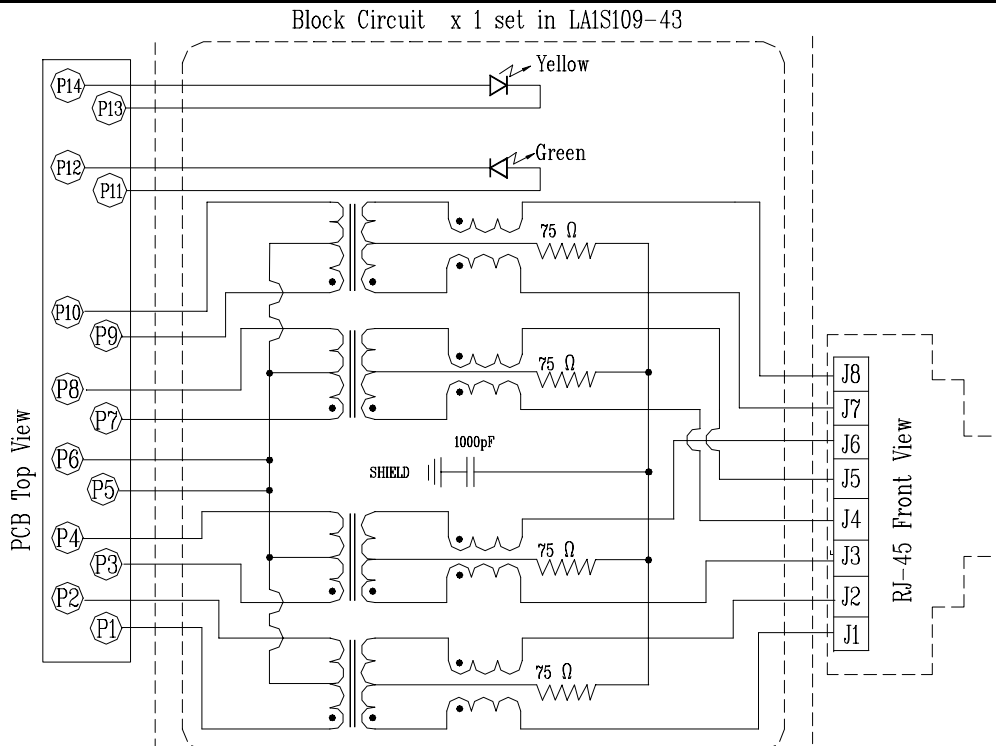 Block Circuit x 1 set in LA1S109-43
P14
Yellow
P13
P12
Green
P11
75 Ω
P10
P9
75 Ω
P8
J8
P7
J7
1000pF
J6
P6
SHIELD
J5
P5
J4
P4
75 Ω
J3
P3
J2
P2
P1
J1
75 Ω
PCB Top View
RJ-45 Front View